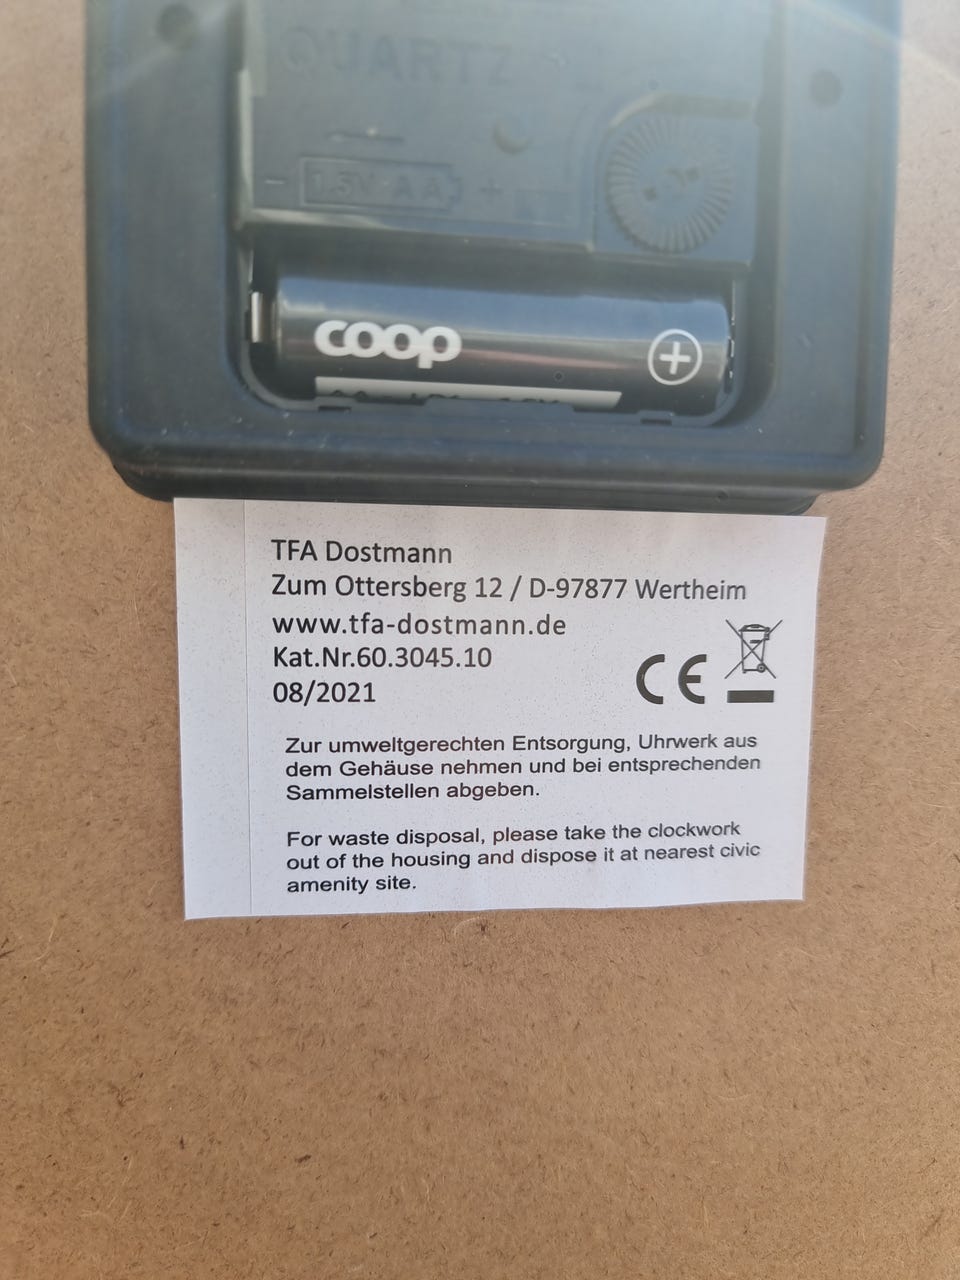 QUARTZ
- 1.5V AA +
coop
+
TFA Dostmann
Zum Ottersberg 12 / D-97877 Wertheim
www.tfa-dostmann.de
Kat.Nr.60.3045.10
08/2021
CE
Zur umweltgerechten Entsorgung, Uhrwerk aus
dem Gehäuse nehmen und bei entsprechenden
Sammelstellen abgeben.
For waste disposal, please take the clockwork
out of the housing and dispose it at nearest civic
amenity site.